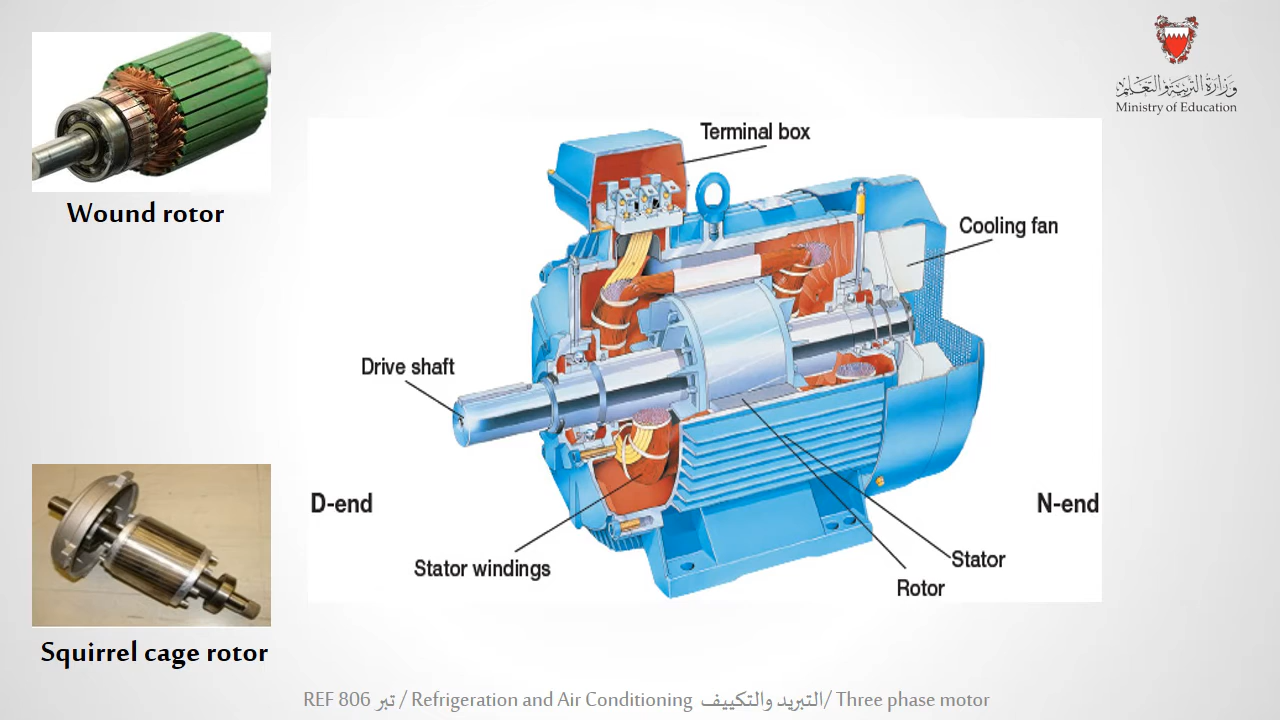 وزارة التربية والتعليم
Ministry of Education
Wound rotor
Terminal box
Cooling fan
Drive shaft
D-end
N-end
Stator windings
Stator
Rotor
Squirrel cage rotor
REF 806 تبر / Refrigeration and Air Conditioning التبريد والتكييف/ Three phase motor